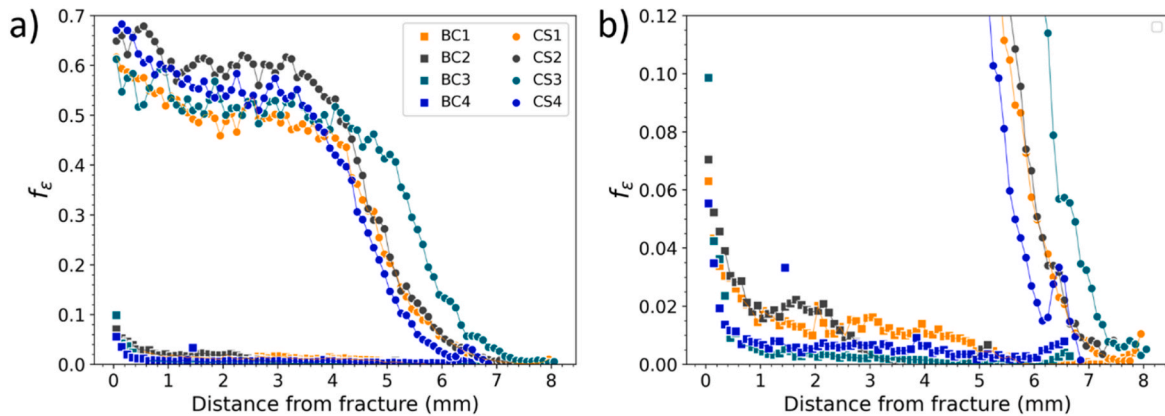 a)
0.7
0.6
0.5
0.4
0.3
0.2
0.1
0.0
fε
BC1 CS1
BC2 CS2
BC3 CS3
BC4 CS4
0 1 2 3 4 5 6 7 8
Distance from fracture (mm)
b)
0.12
0.10
0.08
0.06
0.04
0.02
0.00
fε
0 1 2 3 4 5 6 7 8
Distance from fracture (mm)